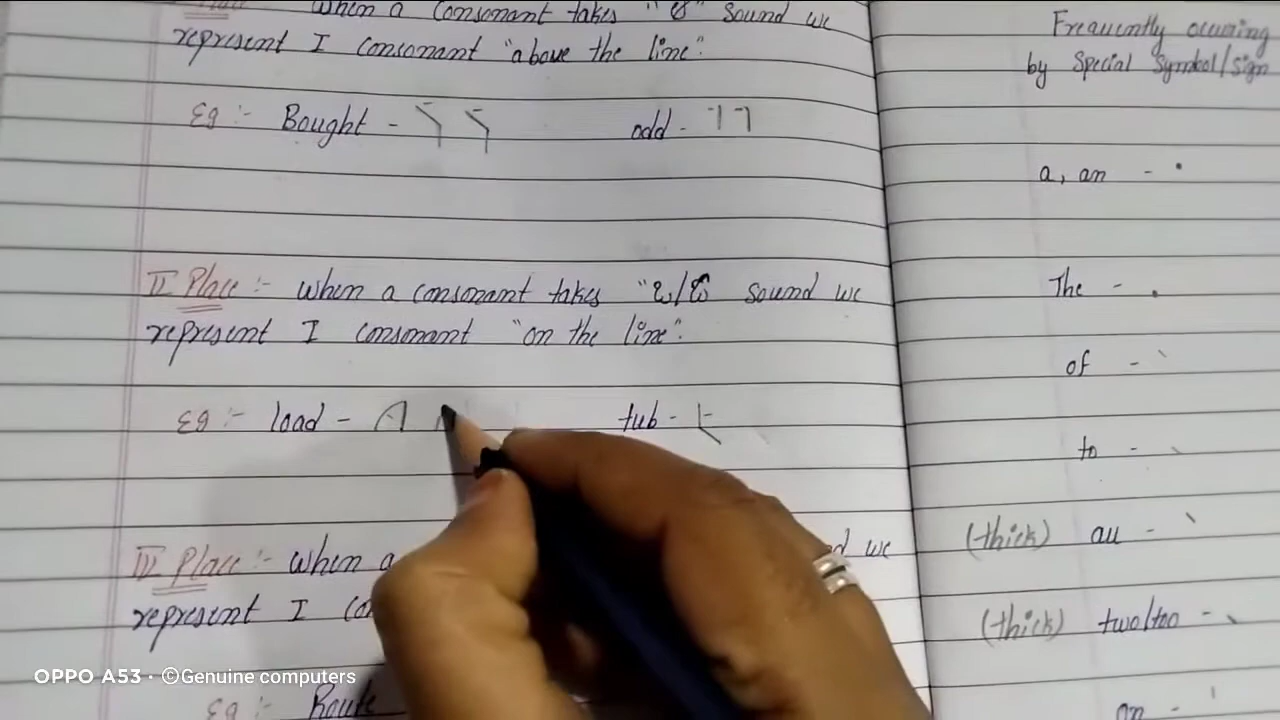 when a consonant takes " " sound we
represent I consonant "above the line".
Eg :- Bought - odd -
II Place :- when a consonant takes " / sound we
represent I consonant "on the line".
Eg :- load - tub -
III Place :- when a we
represent I
Eg :- Route
Frequently occuring
by Special Symbol/Sign
a, an -
The -
of -
to -
(thick) all -
(thick) two/too -
on -
OPPO A53 · ©Genuine computers